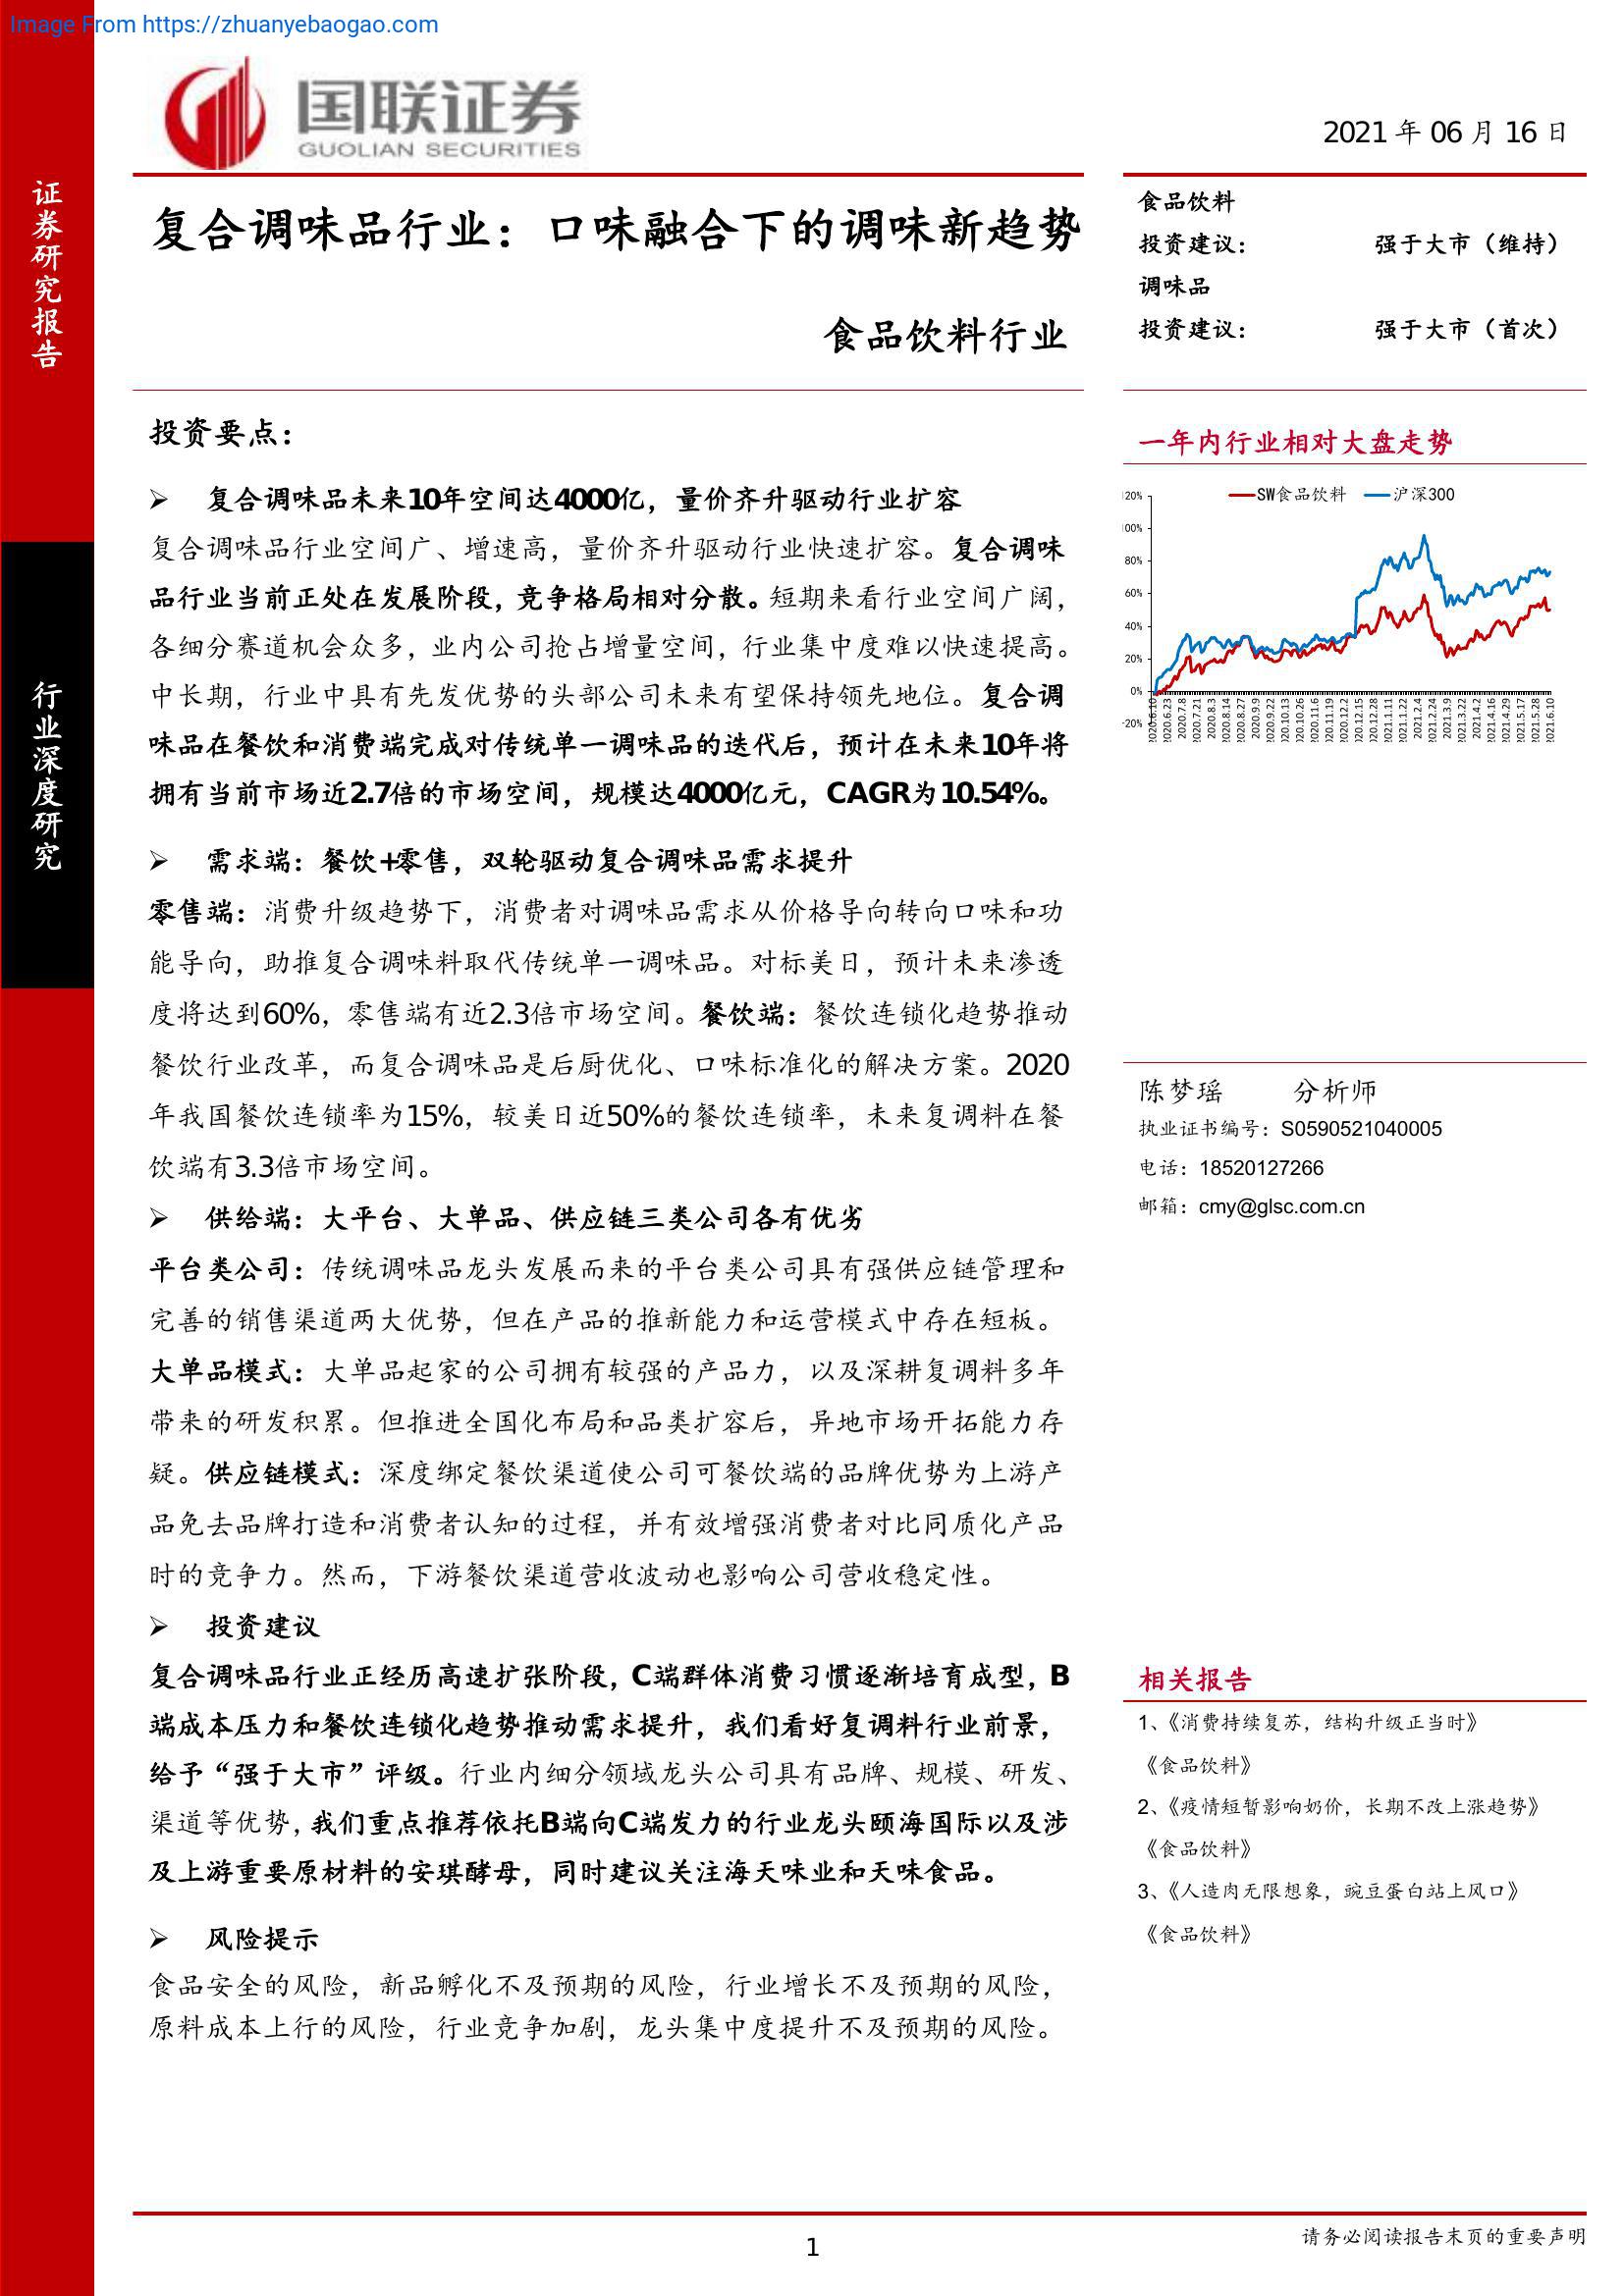 Image From https://zhuanyebaogao.com
国联证券
GUOLIAN SECURITIES
证券研究报告
行业深度研究
2021 年 06 月 16 日
复合调味品行业：口味融合下的调味新趋势
食品饮料行业
食品饮料
投资建议： 强于大市（维持）
调味品
投资建议： 强于大市（首次）
投资要点：
➢ 复合调味品未来10年空间达4000亿，量价齐升驱动行业扩容
复合调味品行业空间广、增速高，量价齐升驱动行业快速扩容。复合调味
品行业当前正处在发展阶段，竞争格局相对分散。短期来看行业空间广阔，
各细分赛道机会众多，业内公司抢占增量空间，行业集中度难以快速提高。
中长期，行业中具有先发优势的头部公司未来有望保持领先地位。复合调
味品在餐饮和消费端完成对传统单一调味品的迭代后，预计在未来10年将
拥有当前市场近2.7倍的市场空间，规模达4000亿元，CAGR为10.54%。
➢ 需求端：餐饮+零售，双轮驱动复合调味品需求提升
零售端：消费升级趋势下，消费者对调味品需求从价格导向转向口味和功
能导向，助推复合调味料取代传统单一调味品。对标美日，预计未来渗透
度将达到60%，零售端有近2.3倍市场空间。餐饮端：餐饮连锁化趋势推动
餐饮行业改革，而复合调味品是后厨优化、口味标准化的解决方案。2020
年我国餐饮连锁率为15%，较美日近50%的餐饮连锁率，未来复调料在餐
饮端有3.3倍市场空间。
➢ 供给端：大平台、大单品、供应链三类公司各有优劣
平台类公司：传统调味品龙头发展而来的平台类公司具有强供应链管理和
完善的销售渠道两大优势，但在产品的推新能力和运营模式中存在短板。
大单品模式：大单品起家的公司拥有较强的产品力，以及深耕复调料多年
带来的研发积累。但推进全国化布局和品类扩容后，异地市场开拓能力存
疑。供应链模式：深度绑定餐饮渠道使公司可餐饮端的品牌优势为上游产
品免去品牌打造和消费者认知的过程，并有效增强消费者对比同质化产品
时的竞争力。然而，下游餐饮渠道营收波动也影响公司营收稳定性。
➢ 投资建议
复合调味品行业正经历高速扩张阶段，C端群体消费习惯逐渐培育成型，B
端成本压力和餐饮连锁化趋势推动需求提升，我们看好复调料行业前景，
给予“强于大市”评级。行业内细分领域龙头公司具有品牌、规模、研发、
渠道等优势，我们重点推荐依托B端向C端发力的行业龙头颐海国际以及涉
及上游重要原材料的安琪酵母，同时建议关注海天味业和天味食品。
➢ 风险提示
食品安全的风险，新品孵化不及预期的风险，行业增长不及预期的风险，
原料成本上行的风险，行业竞争加剧，龙头集中度提升不及预期的风险。
一年内行业相对大盘走势
SW食品饮料 沪深300
20%
00%
80%
60%
40%
20%
0%
-20%
020.6.10
020.6.23
2020.7.8
020.7.21
2020.8.3
020.8.14
020.8.27
2020.9.9
020.9.22
020.10.13
020.10.26
020.11.6
020.11.19
020.12.2
020.12.15
020.12.28
021.1.11
021.1.22
2021.2.4
021.2.24
2021.3.9
021.3.22
2021.4.2
021.4.16
021.4.29
021.5.17
021.5.28
021.6.10
陈梦瑶 分析师
执业证书编号：S0590521040005
电话：18520127266
邮箱：cmy@glsc.com.cn
相关报告
1、《消费持续复苏，结构升级正当时》
《食品饮料》
2、《疫情短暂影响奶价，长期不改上涨趋势》
《食品饮料》
3、《人造肉无限想象，豌豆蛋白站上风口》
《食品饮料》
1
请务必阅读报告末页的重要声明